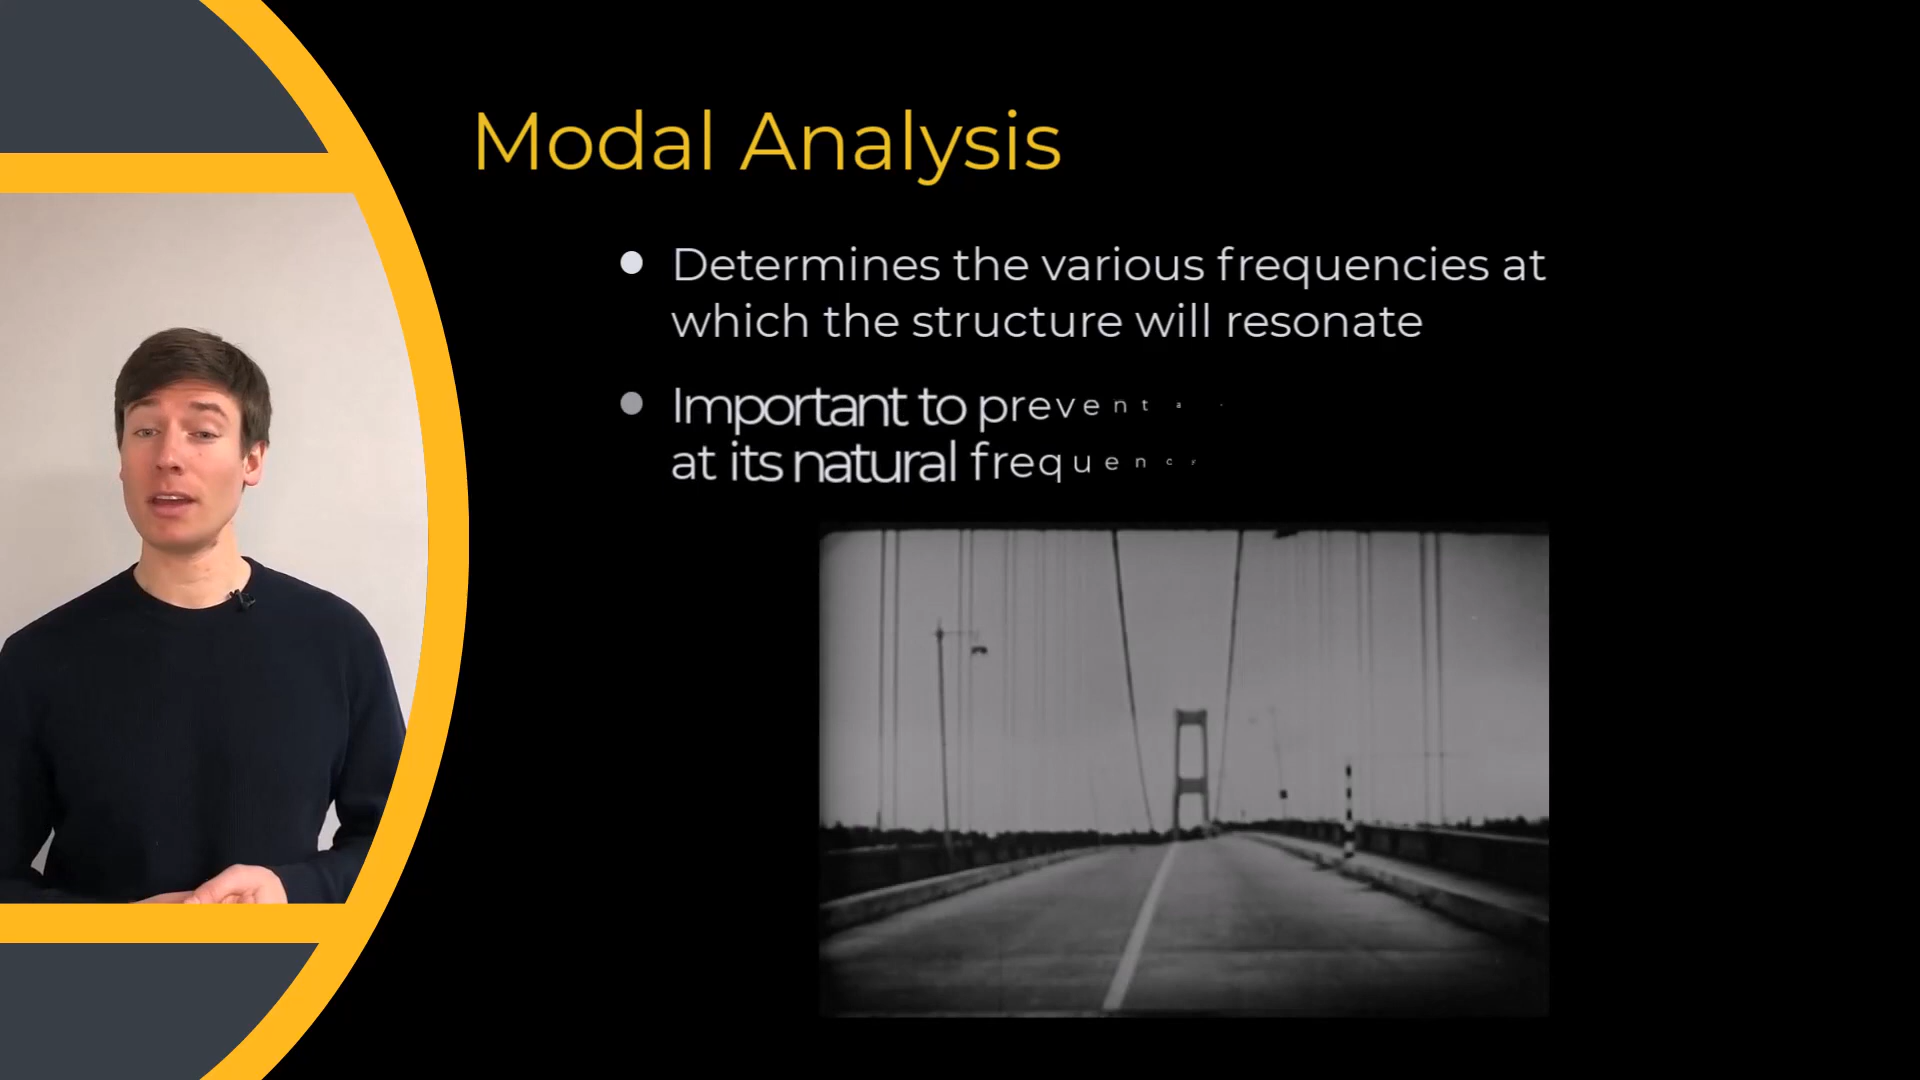 Modal Analysis
Determines the various frequencies at
which the structure will resonate
Important to prevent
at its natural frequency